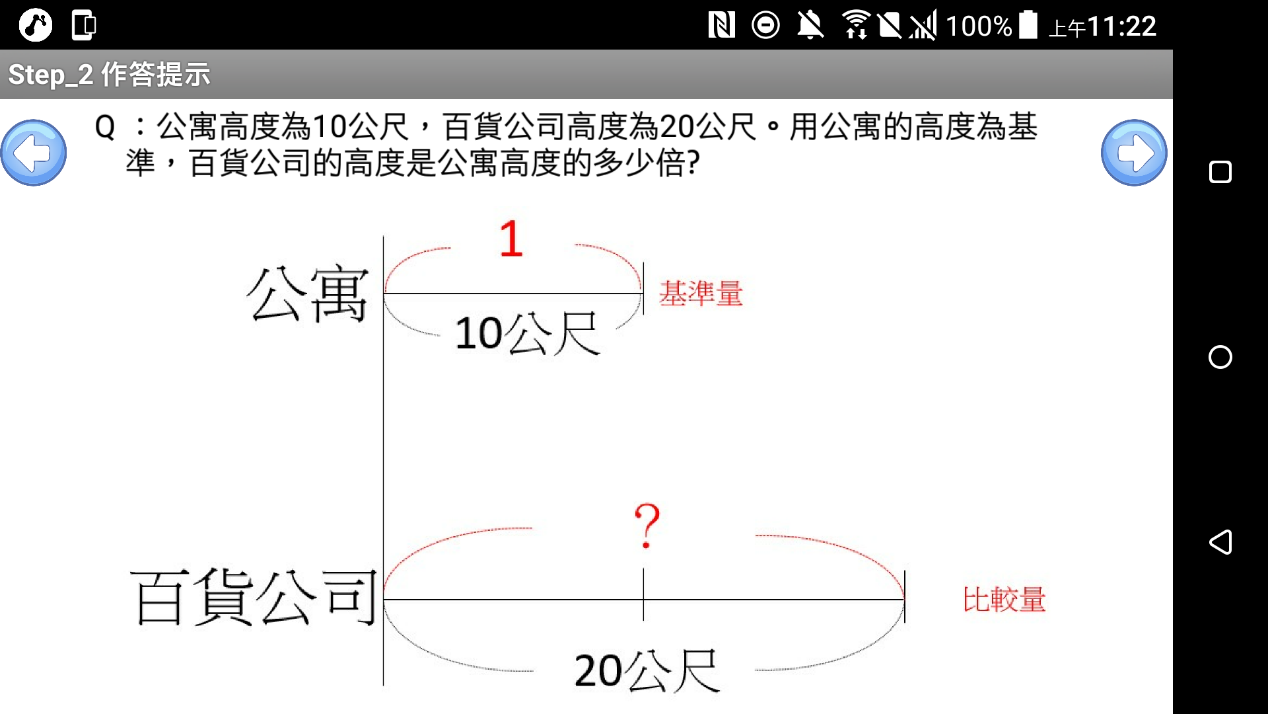 100% 上午11:22
Step_2 作答提示
Q ：公寓高度為10公尺，百貨公司高度為20公尺。用公寓的高度為基
準，百貨公司的高度是公寓高度的多少倍?
1
公寓
基準量
10公尺
?
百貨公司
比較量
20公尺